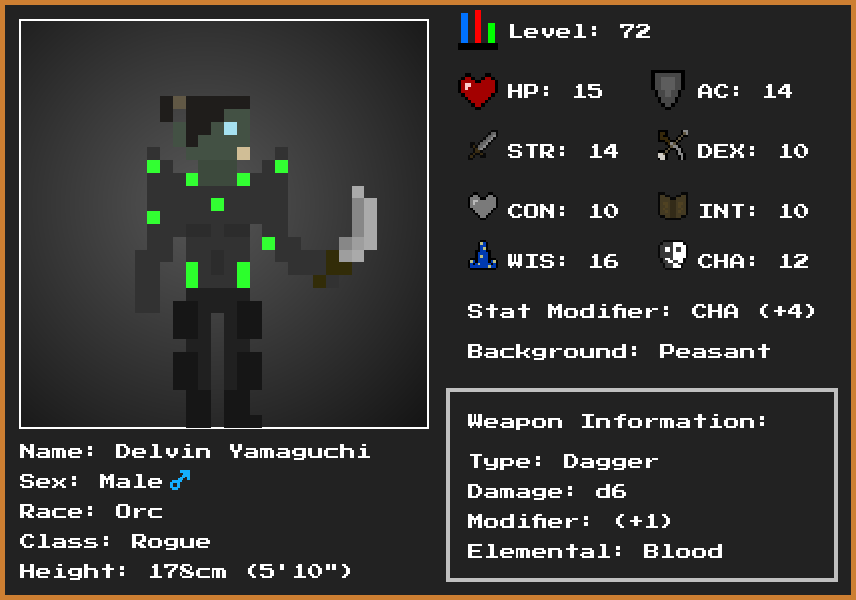 Level: 72
HP: 15
AC: 14
STR: 14
DEX: 10
CON: 10
INT: 10
WIS: 16
CHA: 12
Stat Modifier: CHA (+4)
Background: Peasant
Weapon Information:
Type: Dagger
Damage: d6
Modifier: (+1)
Elemental: Blood
Name: Delvin Yamaguchi
Sex: Male♂
Race: Orc
Class: Rogue
Height: 178cm (5'10")